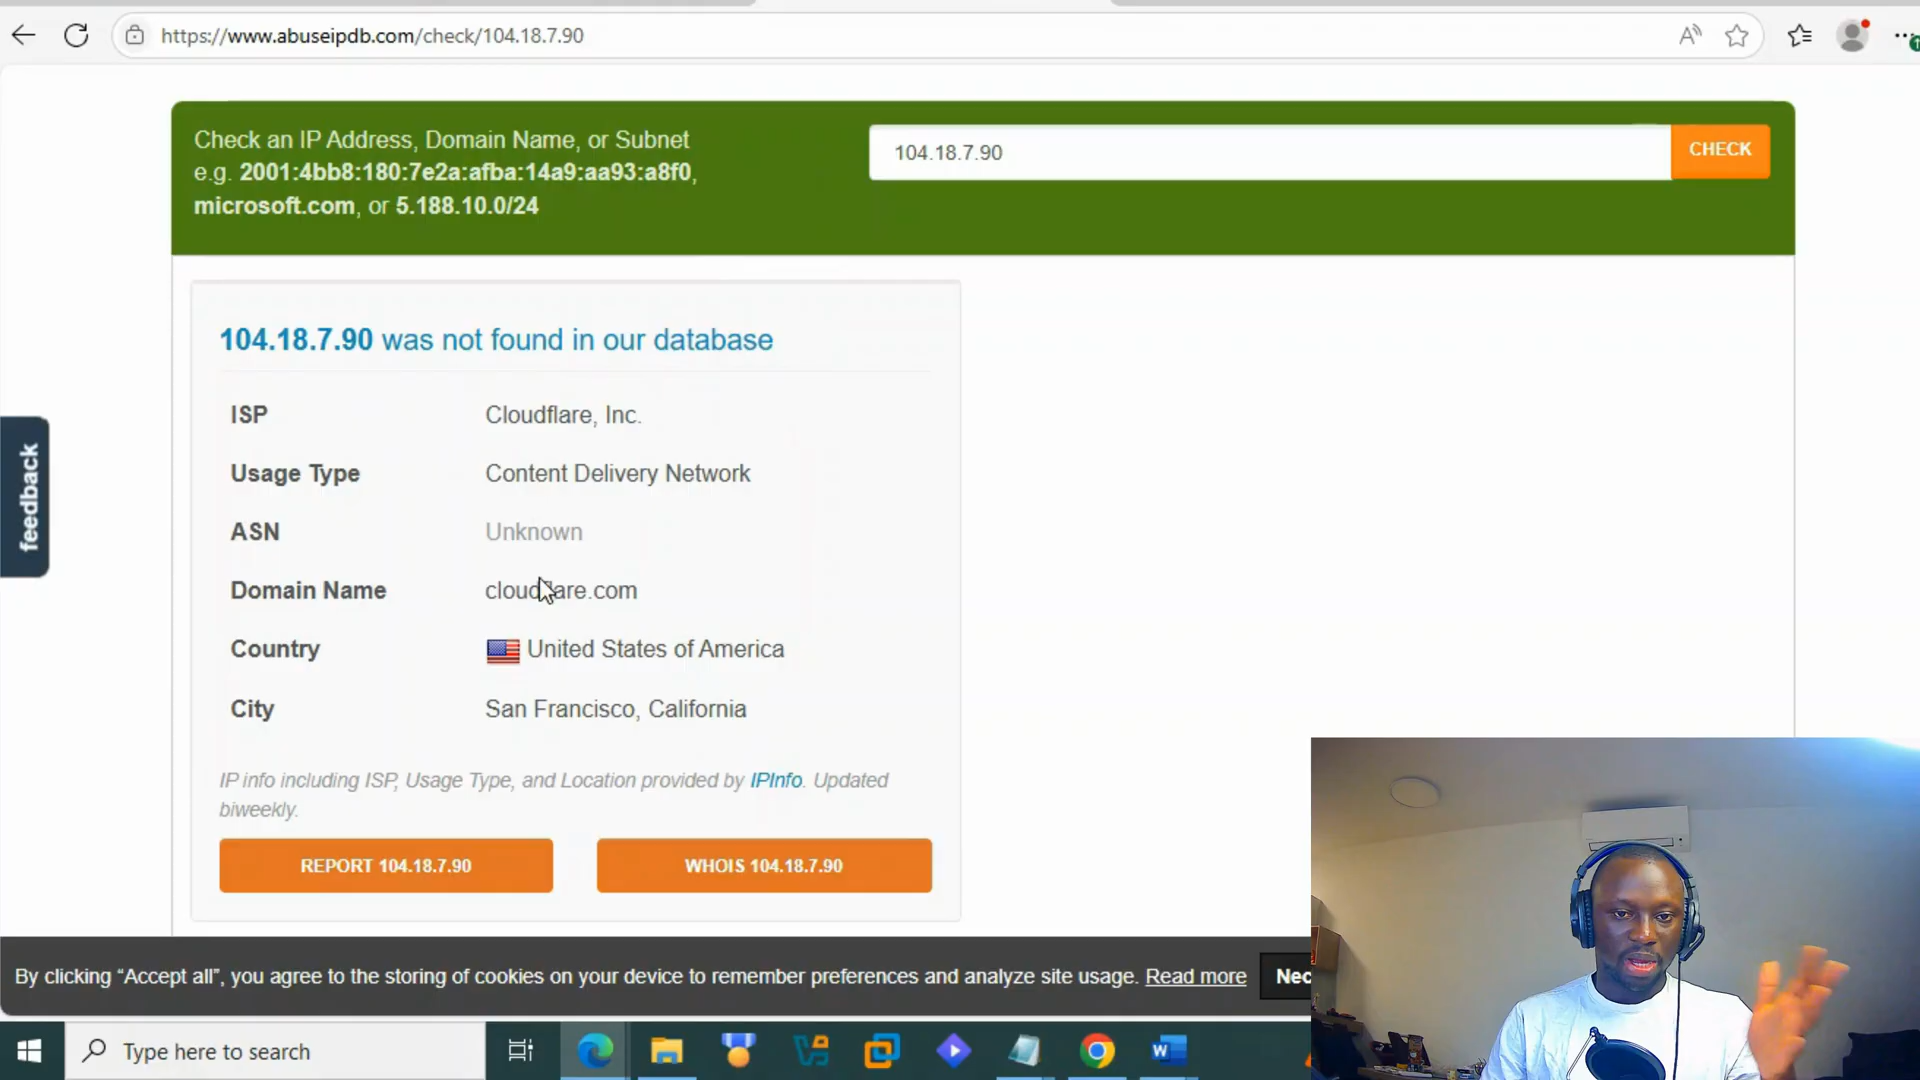 https://www.abuseipdb.com/check/104.18.7.90
Check an IP Address, Domain Name, or Subnet
e.g. 2001:4bb8:180:7e2a:afba:14a9:aa93:a8f0,
microsoft.com, or 5.188.10.0/24
104.18.7.90
CHECK
104.18.7.90 was not found in our database
ISP Cloudflare, Inc.
Usage Type Content Delivery Network
ASN Unknown
Domain Name cloudflare.com
Country United States of America
City San Francisco, California
IP info including ISP, Usage Type, and Location provided by IPInfo. Updated
biweekly.
REPORT 104.18.7.90
WHOIS 104.18.7.90
feedback
By clicking “Accept all”, you agree to the storing of cookies on your device to remember preferences and analyze site usage. Read more
Type here to search